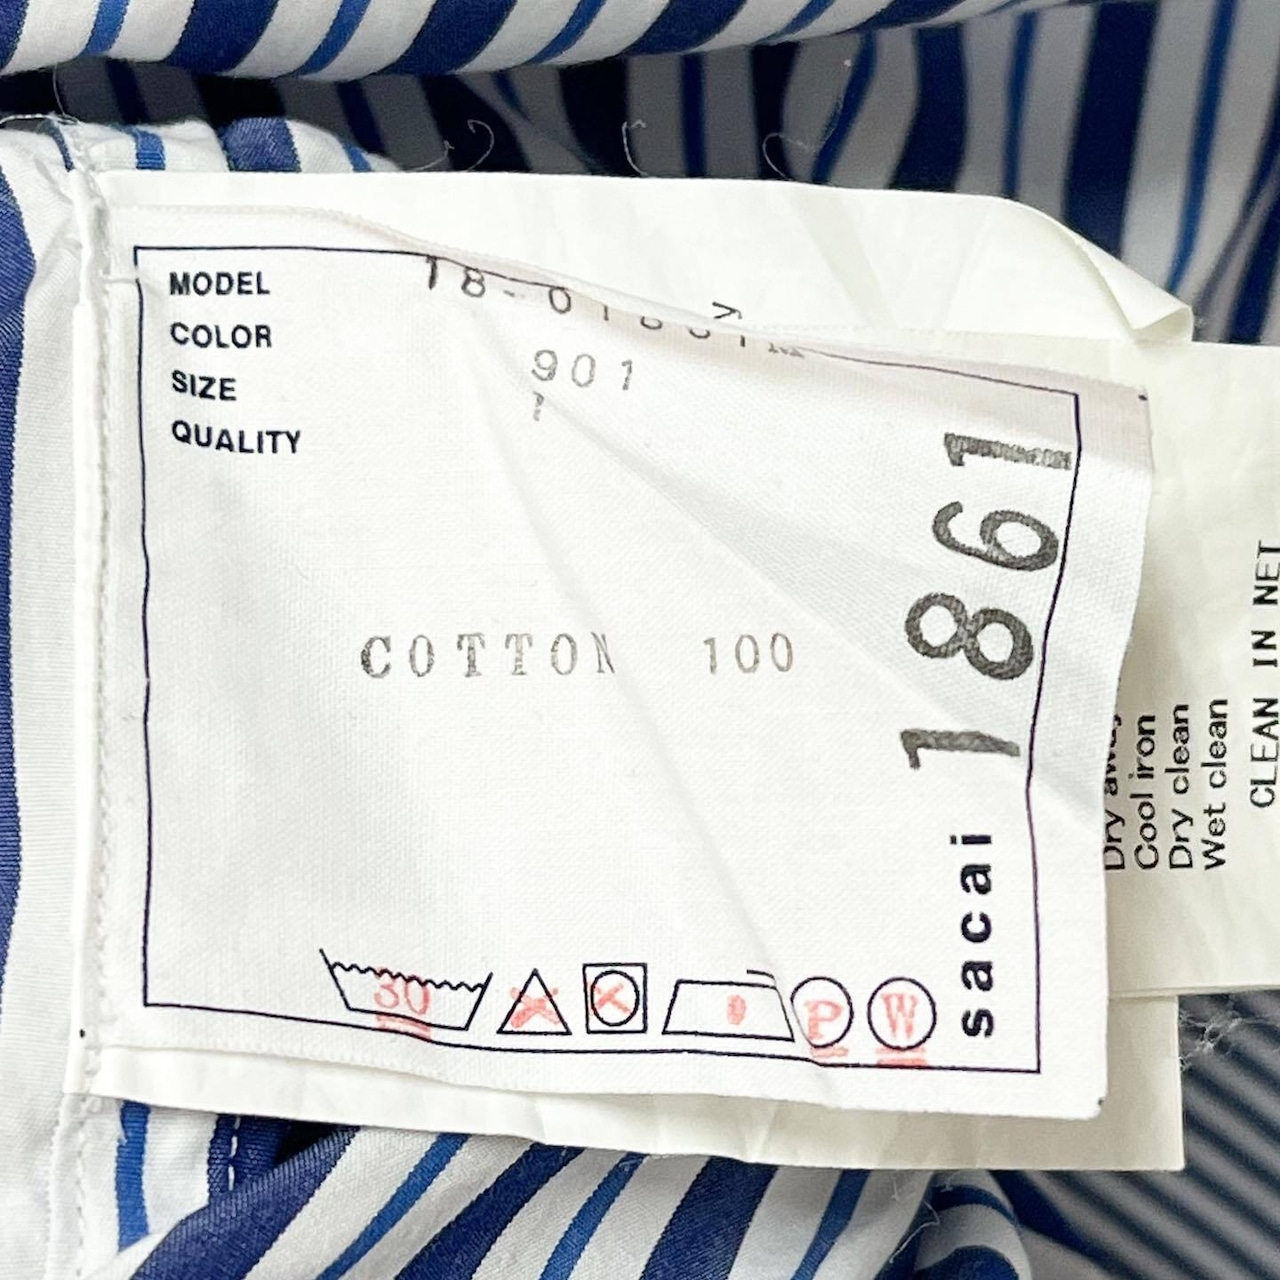 MODEL
COLOR 901
SIZE 1
QUALITY
COTTON 100
1861
sacai
30
P
W
Cool iron
Dry clean
Wet clean
CLEAN IN NET